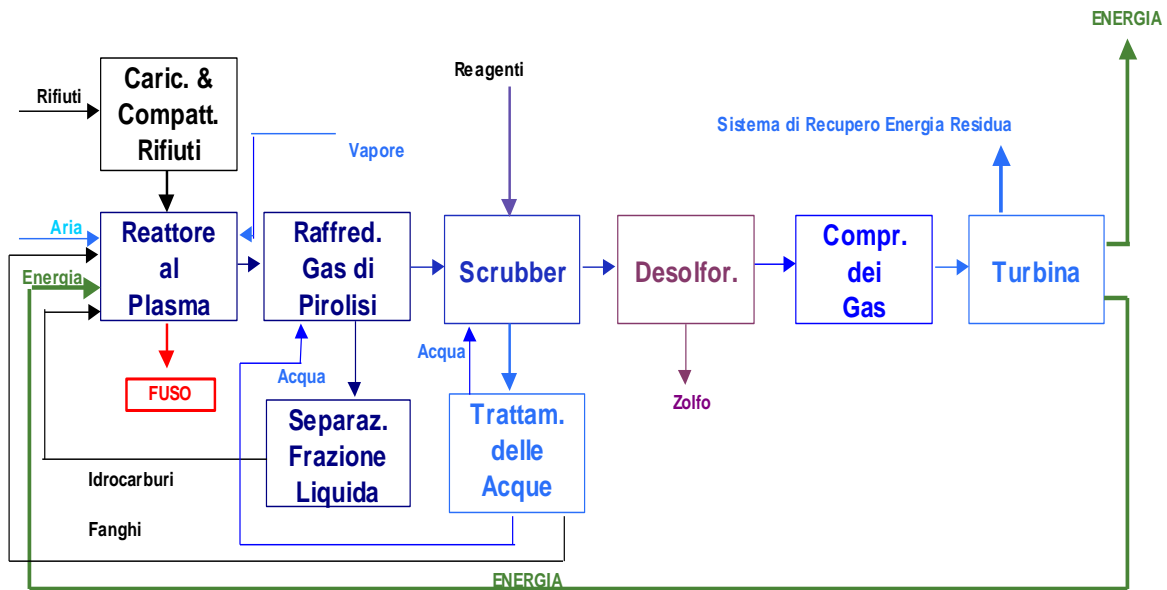 ENERGIA
Caric. &
Compatt.
Rifiuti
Rifiuti
Reagenti
Sistema di Recupero Energia Residua
Vapore
Aria
Energia
Reattore
al
Plasma
Raffred.
Gas di
Pirolisi
Scrubber
Desolfor.
Compr.
dei
Gas
Turbina
FUSO
Acqua
Acqua
Zolfo
Separaz.
Frazione
Liquida
Trattam.
delle
Acque
Idrocarburi
Fanghi
ENERGIA